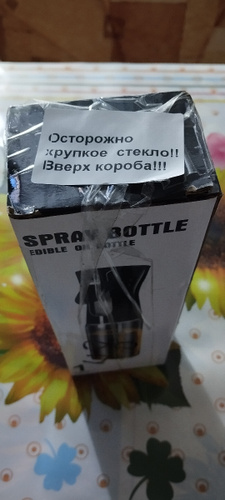 Осторожно
хрупкое стекло!!
Вверх короба!!!
SPRAY BOTTLE
EDIBLE OIL BOTTLE